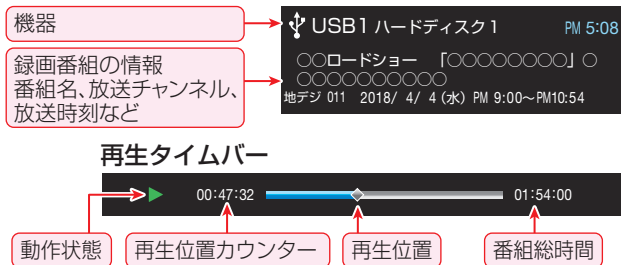 機器
USB1 ハードディスク1 PM 5:08
録画番組の情報
番組名、放送チャンネル、
放送時刻など
○○ロードショー 「○○○○○○○○」○
○○○○○○○○○○
地デジ 011 2018/ 4/ 4 (水) PM 9:00～PM10:54
再生タイムバー
00:47:32 01:54:00
動作状態 再生位置カウンター 再生位置 番組総時間